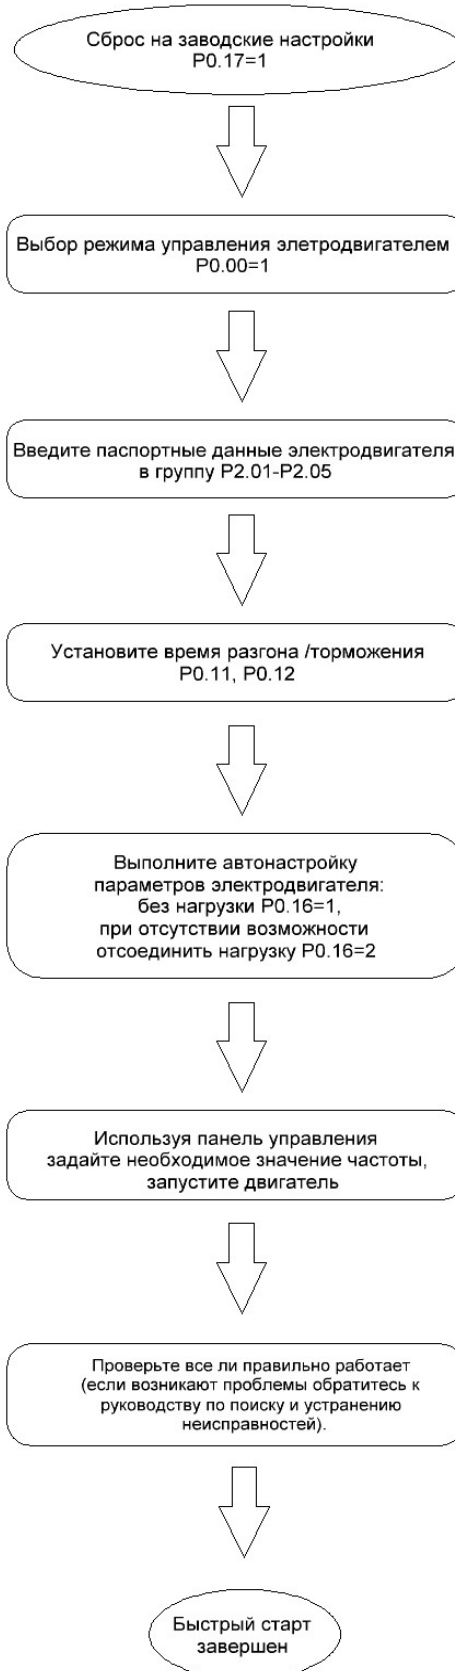 Сброс на заводские настройки
P0.17=1
Выбор режима управления элетродвигателем
P0.00=1
Введите паспортные данные электродвигателя
в группу P2.01-P2.05
Установите время разгона /торможения
P0.11, P0.12
Выполните автонастройку
параметров электродвигателя:
без нагрузки P0.16=1,
при отсутствии возможности
отсоединить нагрузку P0.16=2
Используя панель управления
задайте необходимое значение частоты,
запустите двигатель
Проверьте все ли правильно работает
(если возникают проблемы обратитесь к
руководству по поиску и устранению
неисправностей).
Быстрый старт
завершен